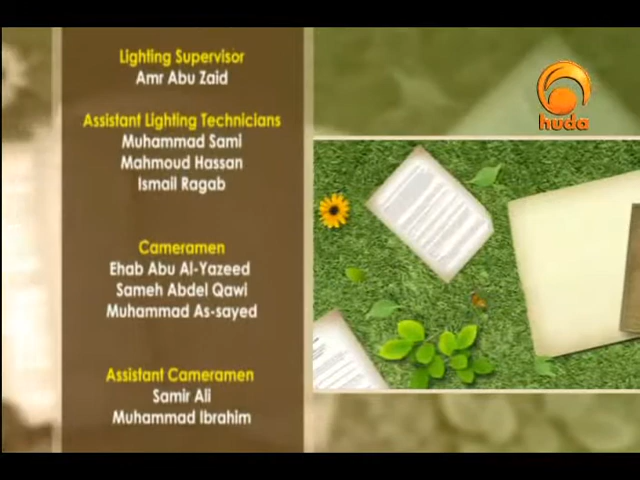 Lighting Supervisor
Amr Abu Zaid
Assistant Lighting Technicians
Muhammad Sami
Mahmoud Hassan
Ismail Ragab
Cameramen
Ehab Abu Al-Yazeed
Sameh Abdel Qawi
Muhammad As-sayed
Assistant Cameramen
Samir Ali
Muhammad Ibrahim
huda